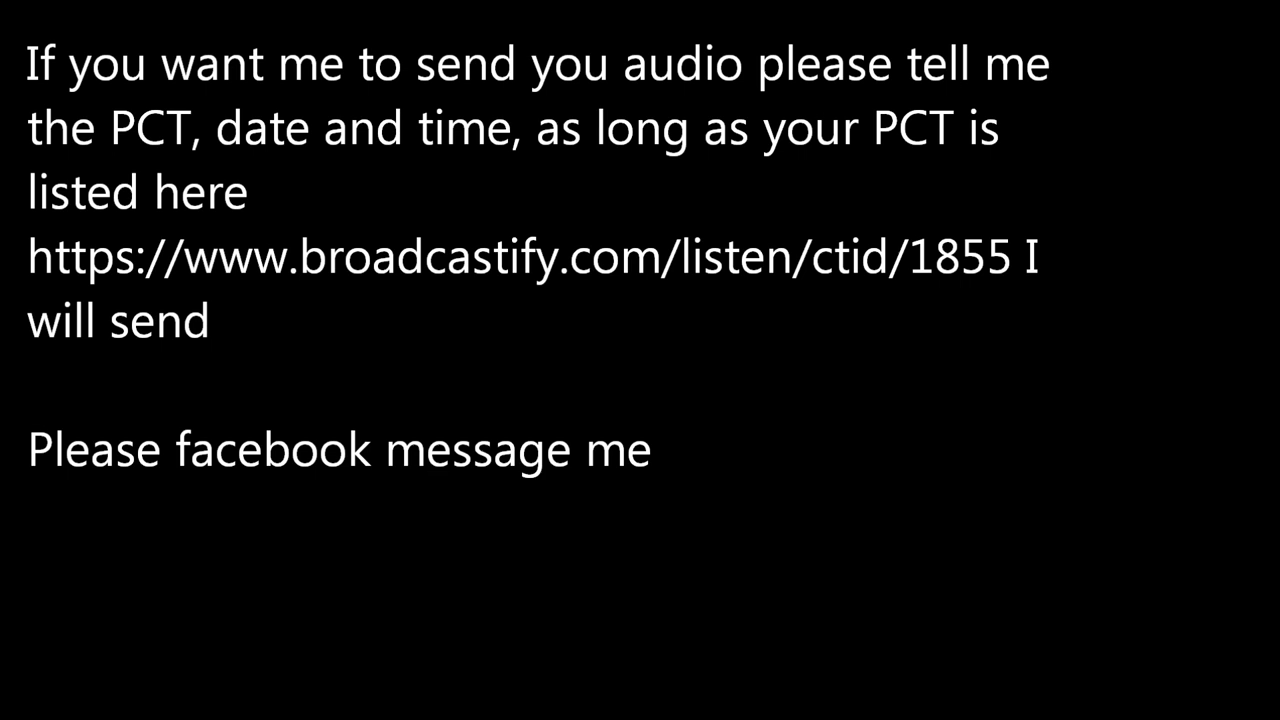 If you want me to send you audio please tell me
the PCT, date and time, as long as your PCT is
listed here
https://www.broadcastify.com/listen/ctid/1855 I
will send
Please facebook message me